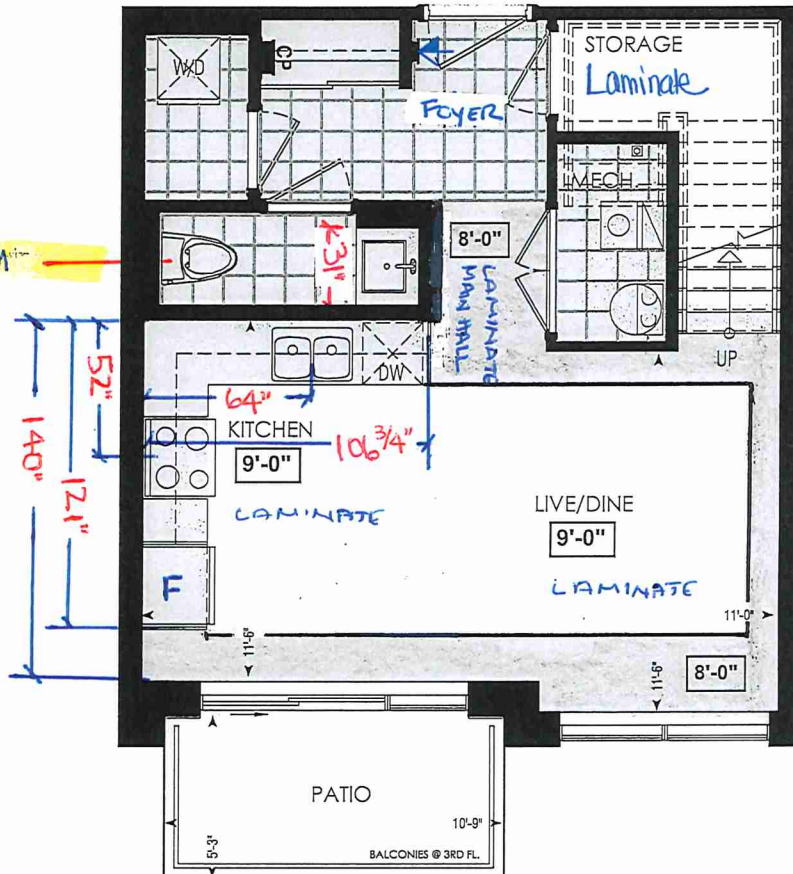 STORAGE
Laminate
W/D
CP
FOYER
MECH.
8'-0"
LAMINATE
MAIN HALL
31"
UP
DW
64"
52"
140"
121"
KITCHEN
9'-0"
106 3/4"
LAMINATE
LIVE/DINE
9'-0"
LAMINATE
F
11'-0"
11'-6"
11'-6"
8'-0"
PATIO
10'-9"
5'-3"
BALCONIES @ 3RD FL.